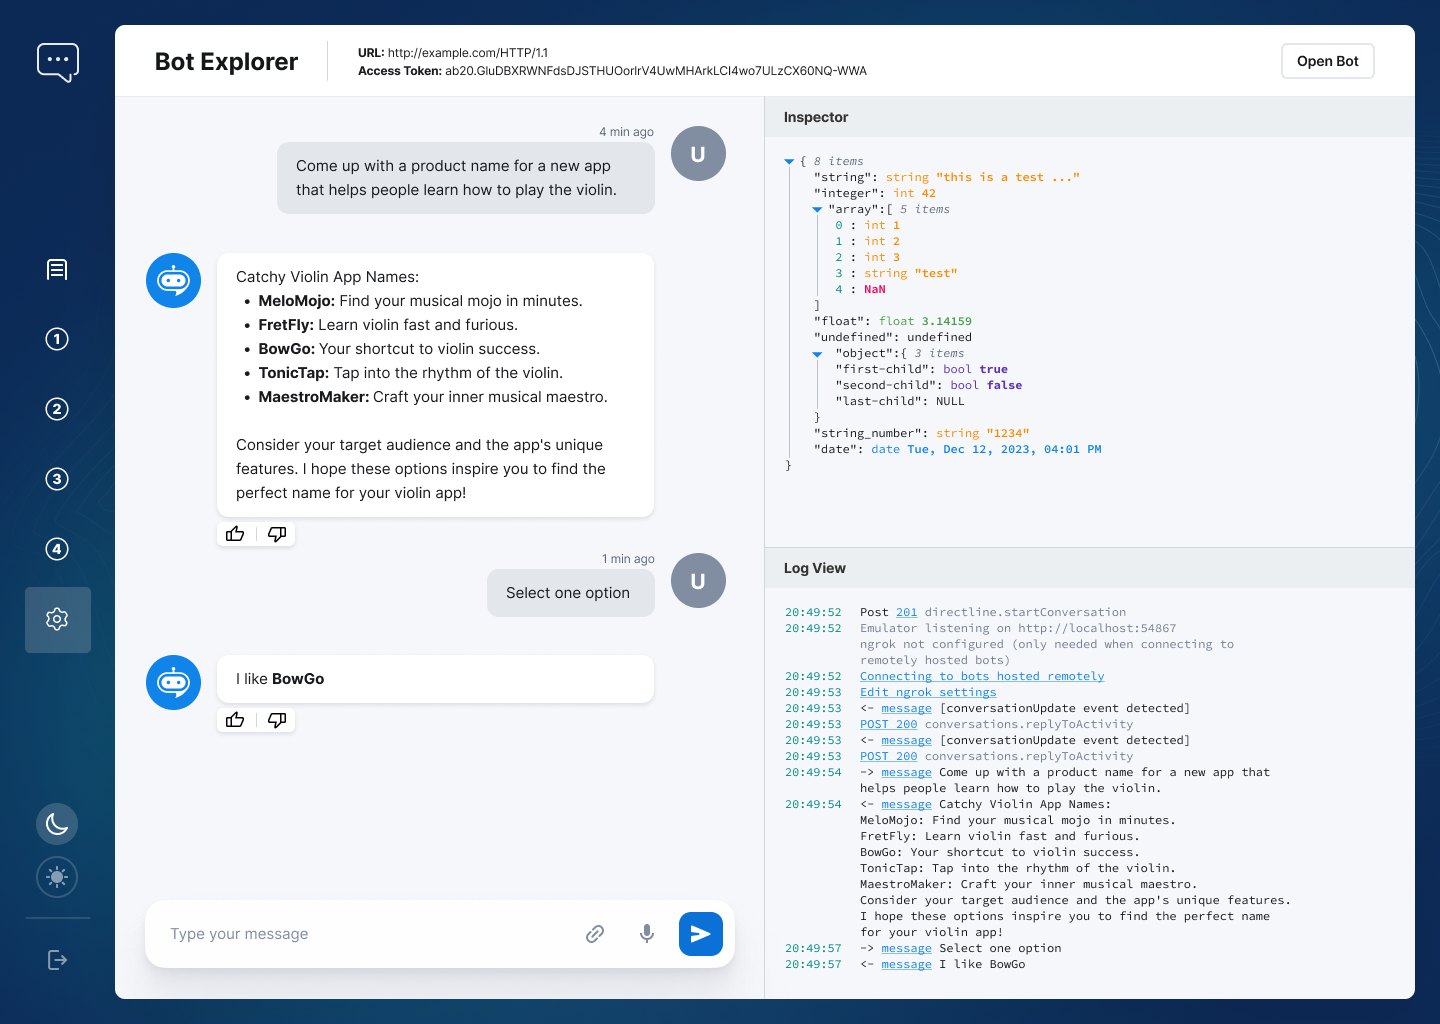 Bot Explorer
URL: http://example.com/HTTP/1.1
Access Token: ab20.GluDBXRWNFdsDJSTHUOorlrV4UwMHArkLCI4wo7ULzCX60NQ-WWA
Open Bot
1
2
3
4
4 min ago
U
Come up with a product name for a new app
that helps people learn how to play the violin.
Catchy Violin App Names:
• MeloMojo: Find your musical mojo in minutes.
• FretFly: Learn violin fast and furious.
• BowGo: Your shortcut to violin success.
• TonicTap: Tap into the rhythm of the violin.
• MaestroMaker: Craft your inner musical maestro.
Consider your target audience and the app's unique
features. I hope these options inspire you to find the
perfect name for your violin app!
1 min ago
U
Select one option
I like BowGo
Type your message
Inspector
{ 8 items
"string": string "this is a test ..."
"integer": int 42
"array":[ 5 items
0 : int 1
1 : int 2
2 : int 3
3 : string "test"
4 : NaN
]
"float": float 3.14159
"undefined": undefined
"object":{ 3 items
"first-child": bool true
"second-child": bool false
"last-child": NULL
}
"string_number": string "1234"
"date": date Tue, Dec 12, 2023, 04:01 PM
}
Log View
20:49:52 Post 201 directline.startConversation
20:49:52 Emulator listening on http://localhost:54867
ngrok not configured (only needed when connecting to
remotely hosted bots)
20:49:52 Connecting to bots hosted remotely
20:49:53 Edit ngrok settings
20:49:53 <- message [conversationUpdate event detected]
20:49:53 POST 200 conversations.replyToActivity
20:49:53 <- message [conversationUpdate event detected]
20:49:53 POST 200 conversations.replyToActivity
20:49:54 -> message Come up with a product name for a new app that
helps people learn how to play the violin.
20:49:54 <- message Catchy Violin App Names:
MeloMojo: Find your musical mojo in minutes.
FretFly: Learn violin fast and furious.
BowGo: Your shortcut to violin success.
TonicTap: Tap into the rhythm of the violin.
MaestroMaker: Craft your inner musical maestro.
Consider your target audience and the app's unique features.
I hope these options inspire you to find the perfect name
for your violin app!
20:49:57 -> message Select one option
20:49:57 <- message I like BowGo